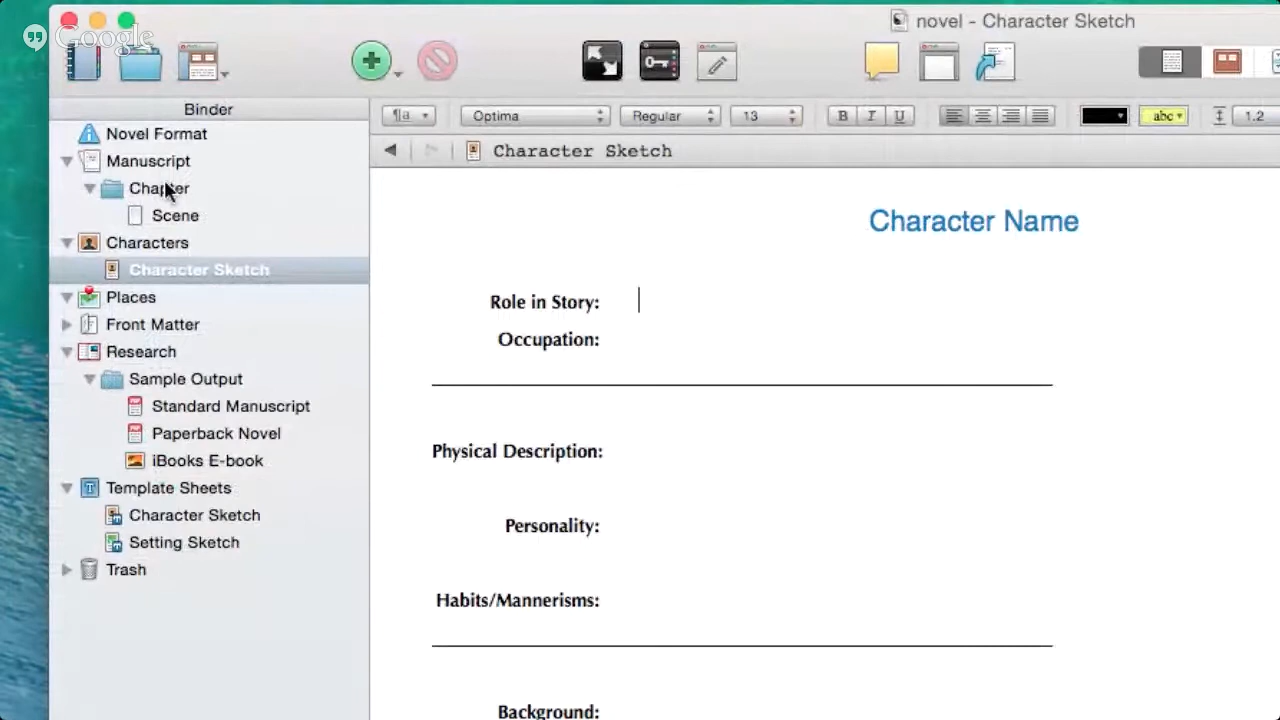 Google
novel - Character Sketch
Binder
¶a
Optima
Regular
13
B I U
abc
1.2
Novel Format
Manuscript
Chapter
Scene
Characters
Character Sketch
Places
Front Matter
Research
Sample Output
Standard Manuscript
Paperback Novel
iBooks E-book
Template Sheets
Character Sketch
Setting Sketch
Trash
Character Sketch
Character Name
Role in Story:
Occupation:
Physical Description:
Personality:
Habits/Mannerisms:
Background: